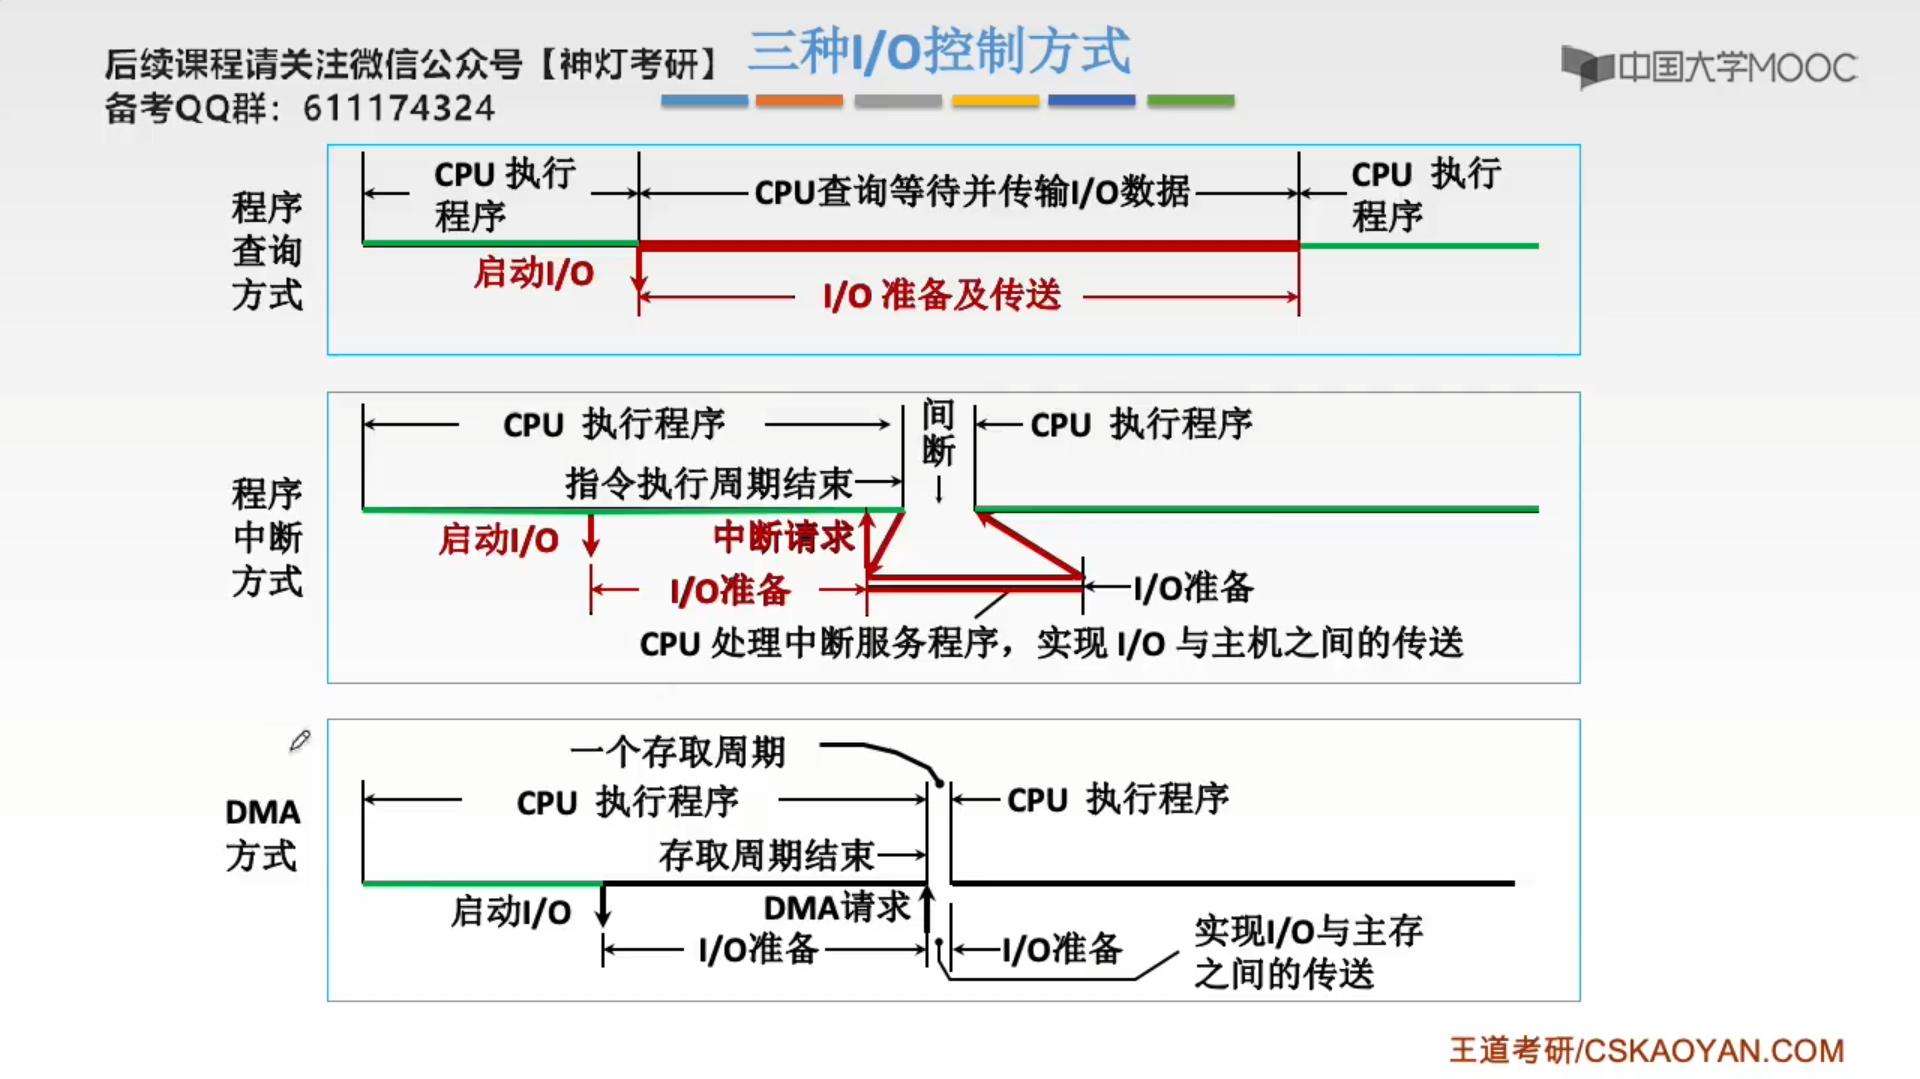 后续课程请关注微信公众号【神灯考研】
备考QQ群：611174324
三种I/O控制方式
中国大学MOOC
程序
查询
方式
CPU 执行
程序
CPU查询等待并传输I/O数据
CPU 执行
程序
启动I/O
I/O 准备及传送
程序
中断
方式
CPU 执行程序
间
断
CPU 执行程序
指令执行周期结束
启动I/O
中断请求
I/O准备
I/O准备
CPU 处理中断服务程序，实现 I/O 与主机之间的传送
DMA
方式
一个存取周期
CPU 执行程序
CPU 执行程序
存取周期结束
启动I/O
DMA请求
I/O准备
I/O准备
实现I/O与主存
之间的传送
王道考研/CSKAOYAN.COM